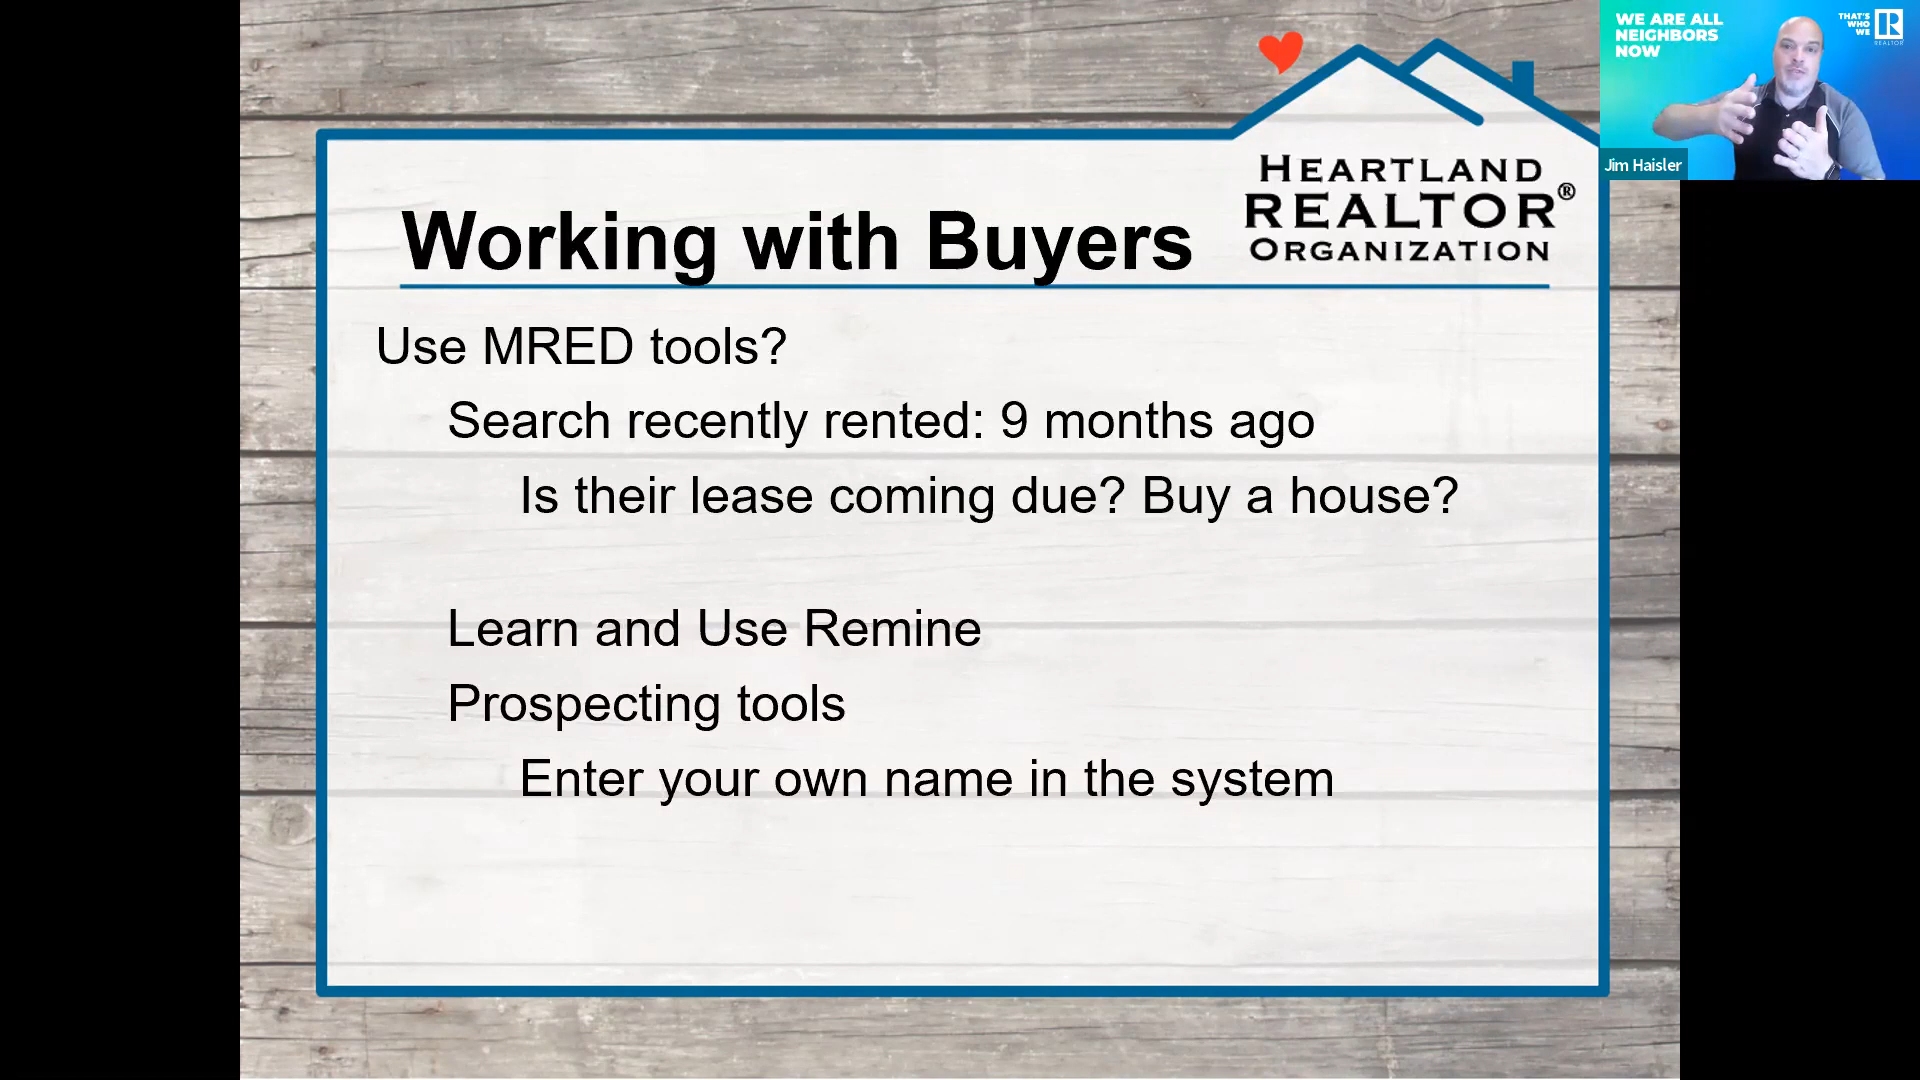 WE ARE ALL
NEIGHBORS
NOW
THAT'S
WHO
WE
R
REALTOR
Jim Haisler
HEARTLAND
REALTOR®
ORGANIZATION
Working with Buyers
Use MRED tools?
Search recently rented: 9 months ago
Is their lease coming due? Buy a house?
Learn and Use Remine
Prospecting tools
Enter your own name in the system